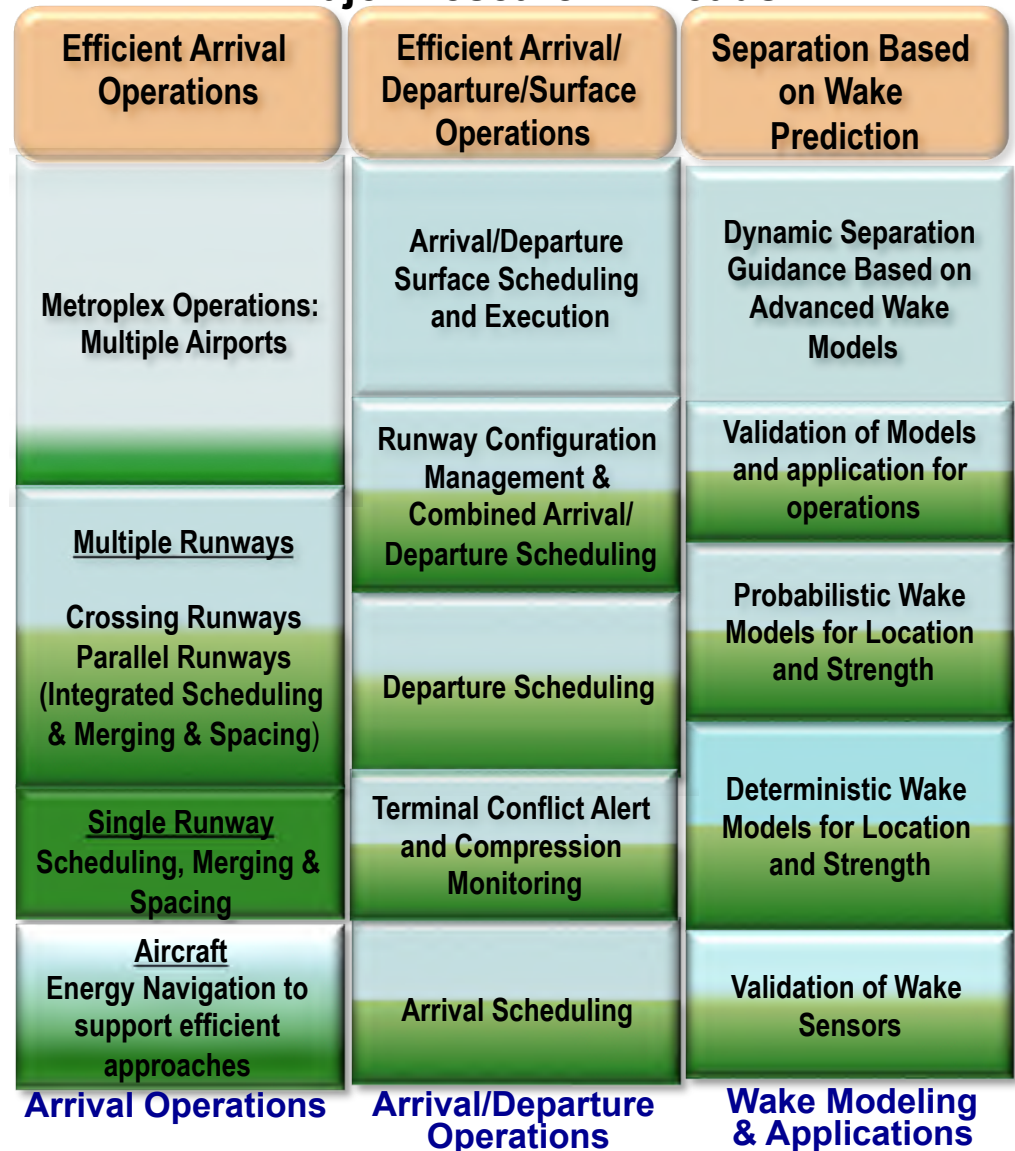 Efficient Arrival
Operations
Metroplex Operations:
Multiple Airports
Multiple Runways
Crossing Runways
Parallel Runways
(Integrated Scheduling
& Merging & Spacing)
Single Runway
Scheduling, Merging &
Spacing
Aircraft
Energy Navigation to
support efficient
approaches
Arrival Operations
Efficient Arrival/
Departure/Surface
Operations
Arrival/Departure
Surface Scheduling
and Execution
Runway Configuration
Management &
Combined Arrival/
Departure Scheduling
Departure Scheduling
Terminal Conflict Alert
and Compression
Monitoring
Arrival Scheduling
Arrival/Departure
Operations
Separation Based
on Wake
Prediction
Dynamic Separation
Guidance Based on
Advanced Wake
Models
Validation of Models
and application for
operations
Probabilistic Wake
Models for Location
and Strength
Deterministic Wake
Models for Location
and Strength
Validation of Wake
Sensors
Wake Modeling
& Applications